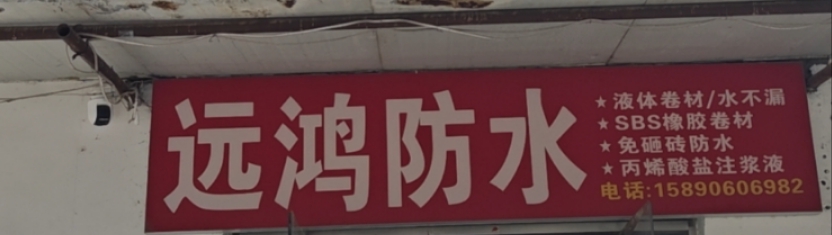 远鸿防水
★液体卷材/水不漏
★SBS橡胶卷材
★免砸砖防水
★丙烯酸盐注浆液
电话:15890606982